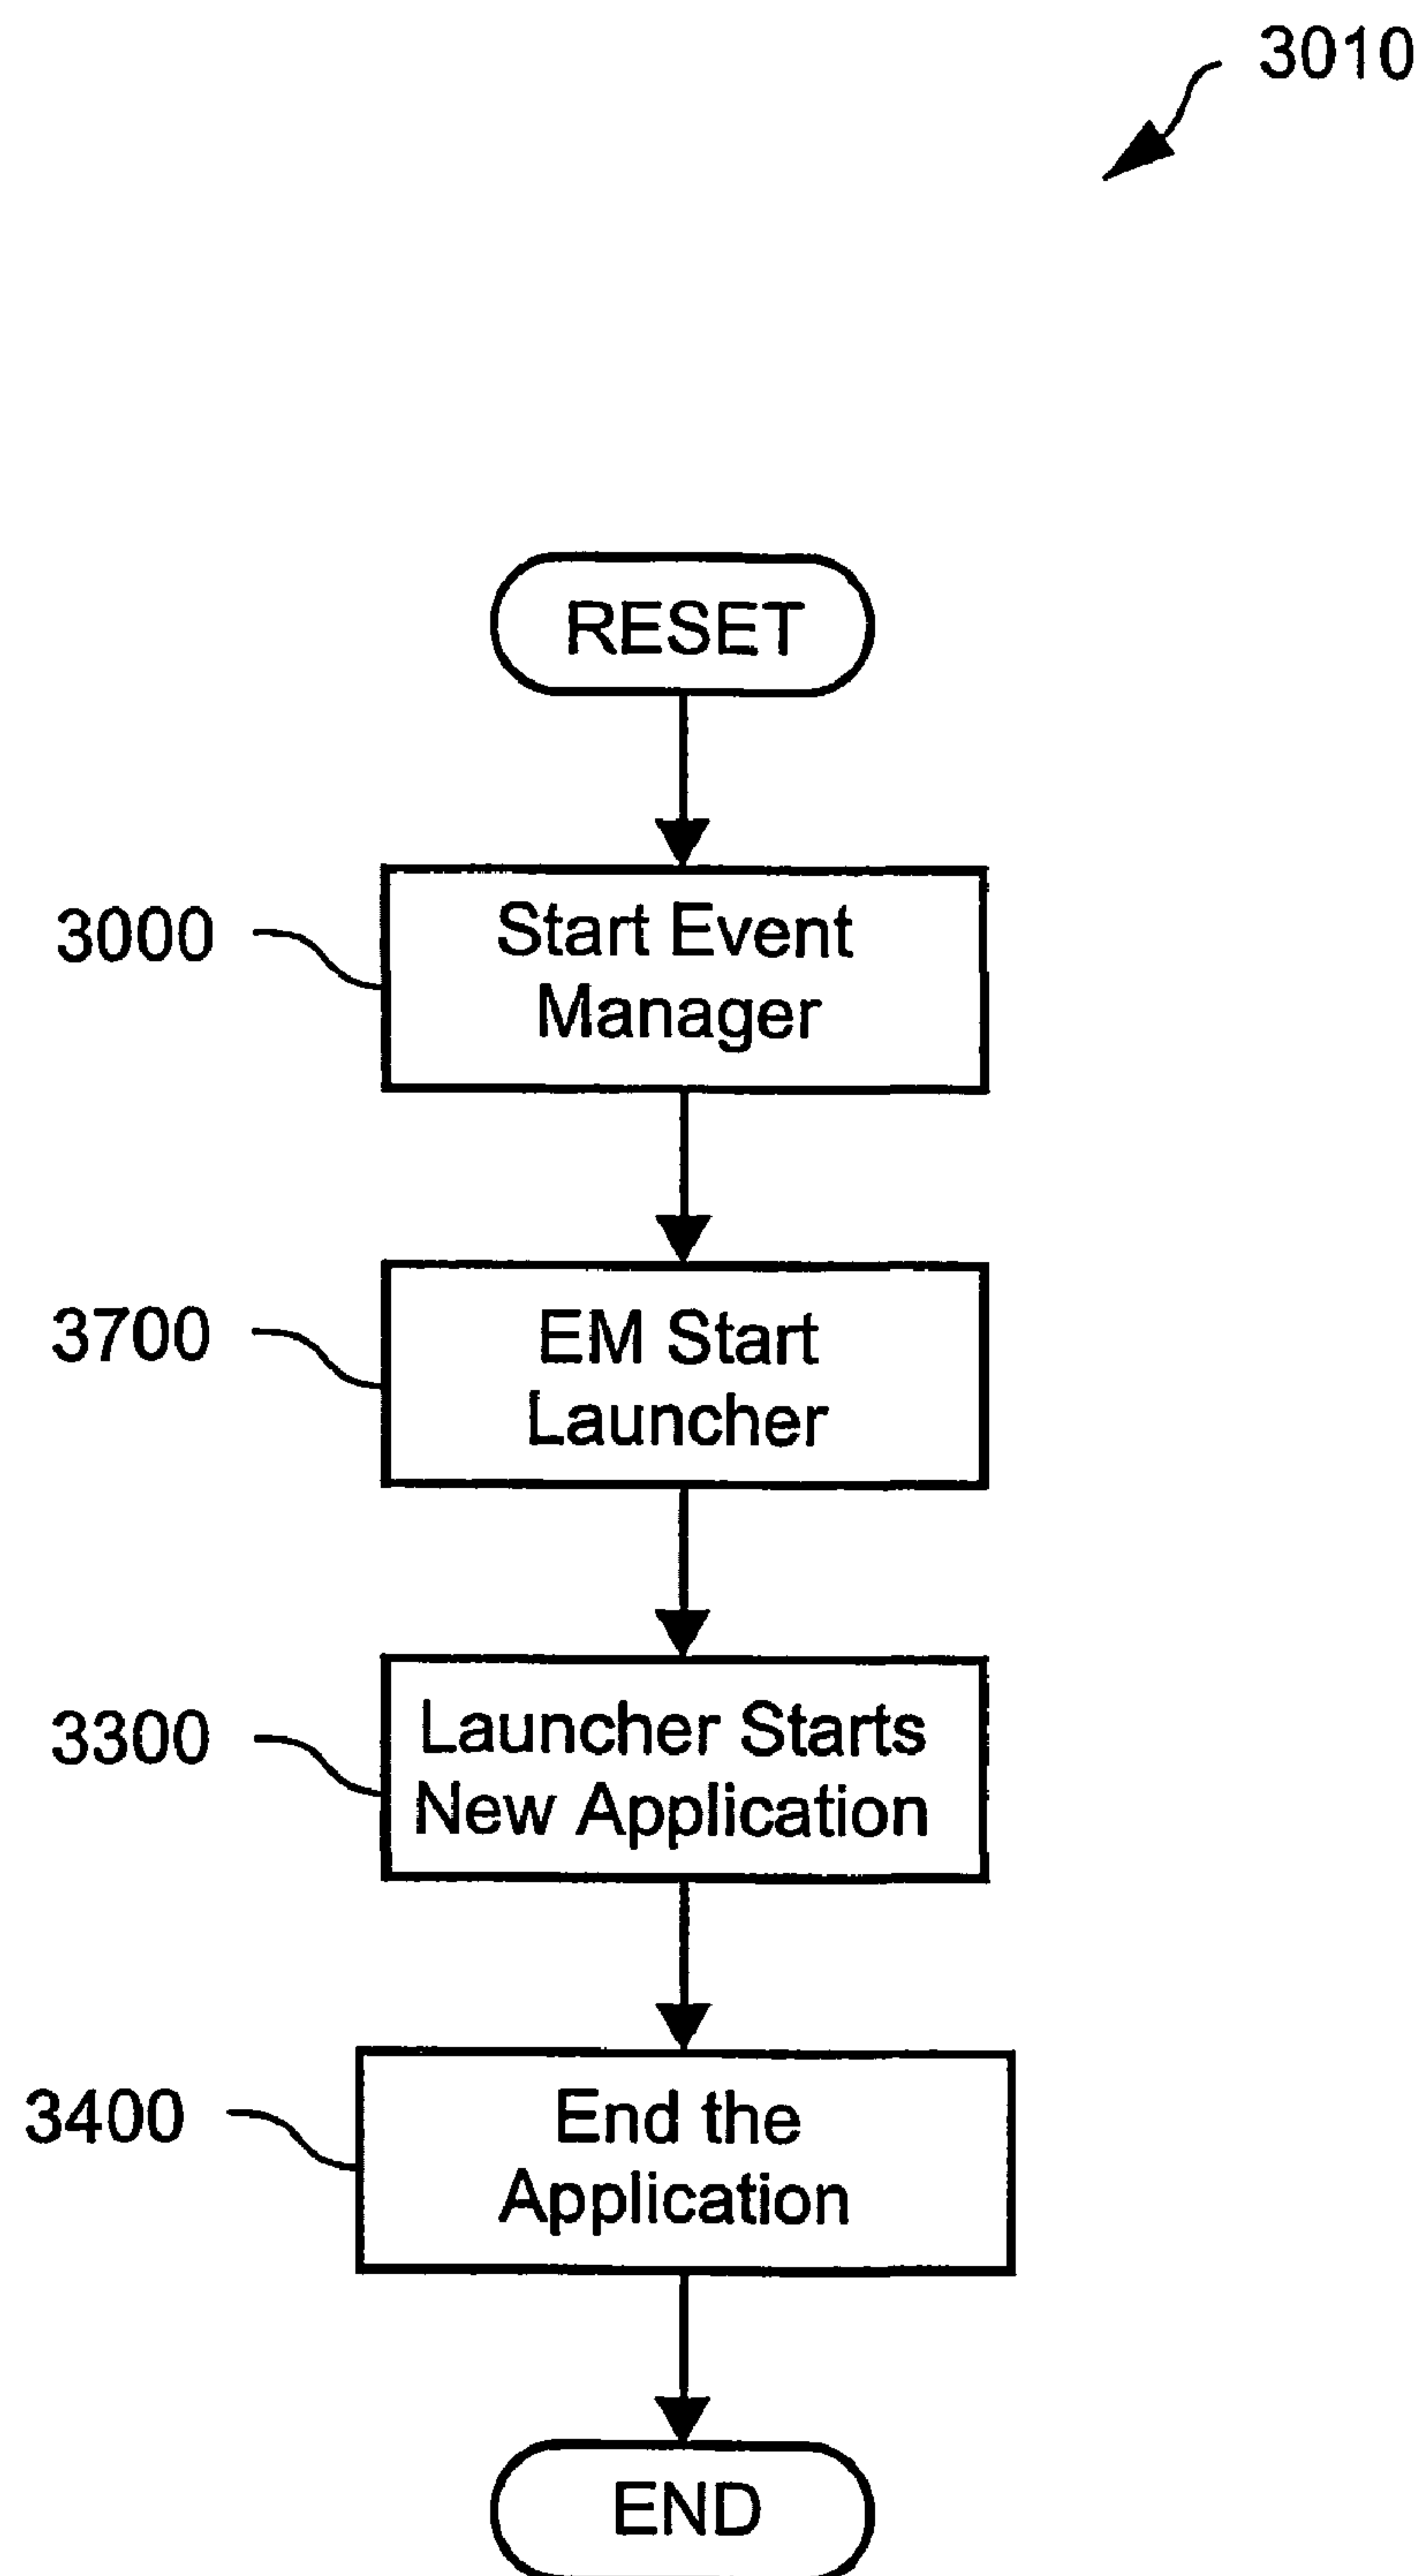 3010
RESET
3000
Start Event
Manager
3700
EM Start
Launcher
3300
Launcher Starts
New Application
3400
End the
Application
END